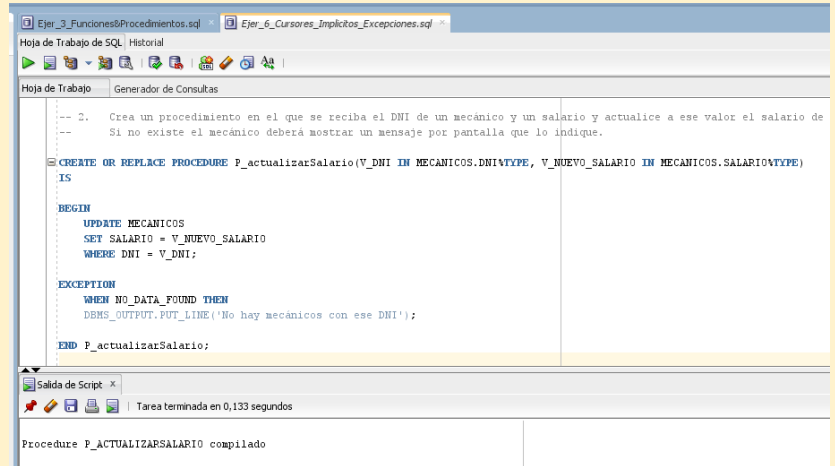 Ejer_3_Funciones&Procedimientos.sql × Ejer_6_Cursores_Implicitos_Excepciones.sql ×
Hoja de Trabajo de SQL Historial
Hoja de Trabajo Generador de Consultas
-- 2. Crea un procedimiento en el que se reciba el DNI de un mecánico y un salario y actualice a ese valor el salario de
-- Si no existe el mecánico deberá mostrar un mensaje por pantalla que lo indique.
CREATE OR REPLACE PROCEDURE P_actualizarSalario(V_DNI IN MECANICOS.DNI%TYPE, V_NUEVO_SALARIO IN MECANICOS.SALARIO%TYPE)
IS
BEGIN
UPDATE MECANICOS
SET SALARIO = V_NUEVO_SALARIO
WHERE DNI = V_DNI;
EXCEPTION
WHEN NO_DATA_FOUND THEN
DBMS_OUTPUT.PUT_LINE('No hay mecánicos con ese DNI');
END P_actualizarSalario;
Salida de Script ×
Tarea terminada en 0,133 segundos
Procedure P_ACTUALIZARSALARIO compilado